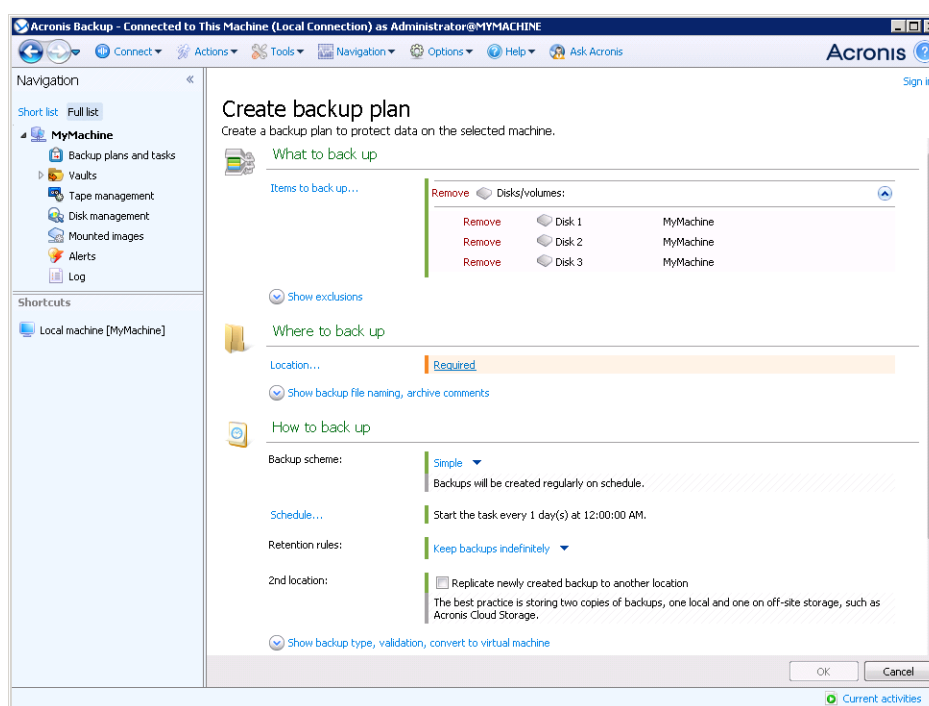 Acronis Backup - Connected to This Machine (Local Connection) as Administrator@MYMACHINE
Connect Actions Tools Navigation Options Help Ask Acronis Acronis ?
Navigation «
Sign i
Short list Full list
MyMachine
Backup plans and tasks
Vaults
Tape management
Disk management
Mounted images
Alerts
Log
Shortcuts
Local machine [MyMachine]
Create backup plan
Create a backup plan to protect data on the selected machine.
What to back up
Items to back up... Remove Disks/volumes:
Remove Disk 1 MyMachine
Remove Disk 2 MyMachine
Remove Disk 3 MyMachine
Show exclusions
Where to back up
Location... Required
Show backup file naming, archive comments
How to back up
Backup scheme: Simple
Backups will be created regularly on schedule.
Schedule... Start the task every 1 day(s) at 12:00:00 AM.
Retention rules: Keep backups indefinitely
2nd location: Replicate newly created backup to another location
The best practice is storing two copies of backups, one local and one on off-site storage, such as
Acronis Cloud Storage.
Show backup type, validation, convert to virtual machine
OK Cancel
Current activities